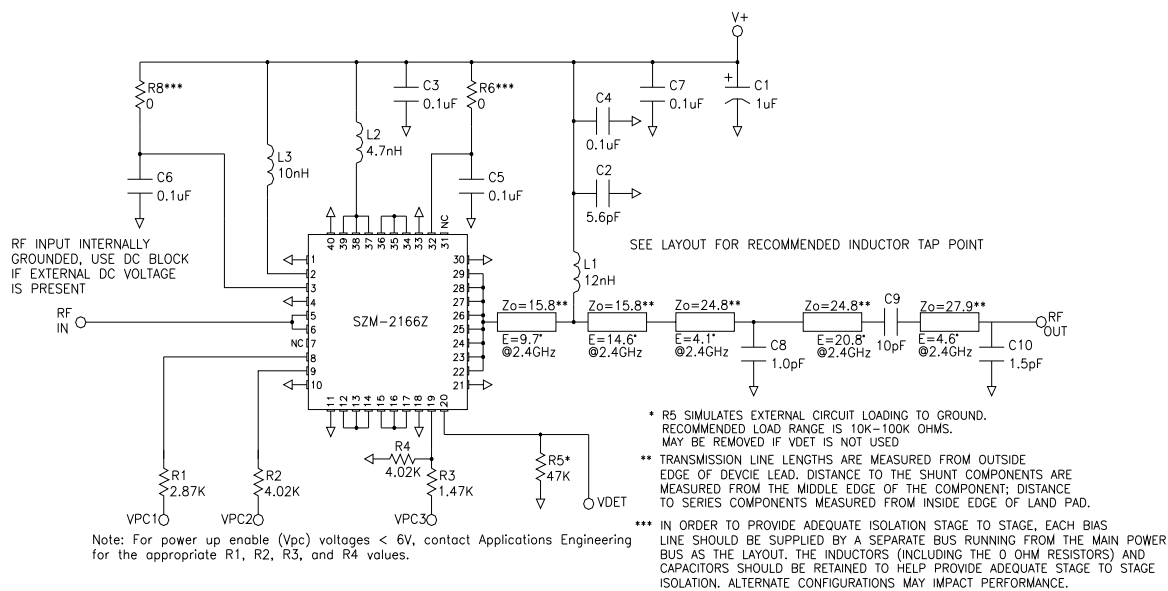 V+
R8***
0
C3
0.1uF
R6***
0
C4
0.1uF
C7
0.1uF
+
C1
1uF
L2
4.7nH
L3
10nH
C6
0.1uF
C5
0.1uF
C2
5.6pF
RF INPUT INTERNALLY
GROUNDED, USE DC BLOCK
IF EXTERNAL DC VOLTAGE
IS PRESENT
40 39 38 37 36 35 34 33 32 31 NC
SEE LAYOUT FOR RECOMMENDED INDUCTOR TAP POINT
L1
12nH
1
2
3
4
5
6
NC 7
8
9
10
SZM-2166Z
30
29
28
27
26
25
24
23
22
21
RF
IN
Zo=15.8**
E=9.7°
@2.4GHz
Zo=15.8**
E=14.6°
@2.4GHz
Zo=24.8**
E=4.1°
@2.4GHz
C8
1.0pF
Zo=24.8**
E=20.8°
@2.4GHz
C9
10pF
Zo=27.9**
E=4.6°
@2.4GHz
RF
OUT
C10
1.5pF
11 12 13 14 15 16 17 18 19 20
R4
4.02K
R1
2.87K
R2
4.02K
R3
1.47K
R5*
47K
VDET
VPC1
VPC2
VPC3
* R5 SIMULATES EXTERNAL CIRCUIT LOADING TO GROUND.
RECOMMENDED LOAD RANGE IS 10K-100K OHMS.
MAY BE REMOVED IF VDET IS NOT USED
** TRANSMISSION LINE LENGTHS ARE MEASURED FROM OUTSIDE
EDGE OF DEVCIE LEAD. DISTANCE TO THE SHUNT COMPONENTS ARE
MEASURED FROM THE MIDDLE EDGE OF THE COMPONENT; DISTANCE
TO SERIES COMPONENTS MEASURED FROM INSIDE EDGE OF LAND PAD.
*** IN ORDER TO PROVIDE ADEQUATE ISOLATION STAGE TO STAGE, EACH BIAS
LINE SHOULD BE SUPPLIED BY A SEPARATE BUS RUNNING FROM THE MAIN POWER
BUS AS THE LAYOUT. THE INDUCTORS (INCLUDING THE 0 OHM RESISTORS) AND
CAPACITORS SHOULD BE RETAINED TO HELP PROVIDE ADEQUATE STAGE TO STAGE
ISOLATION. ALTERNATE CONFIGURATIONS MAY IMPACT PERFORMANCE.
Note: For power up enable (Vpc) voltages < 6V, contact Applications Engineering
for the appropriate R1, R2, R3, and R4 values.